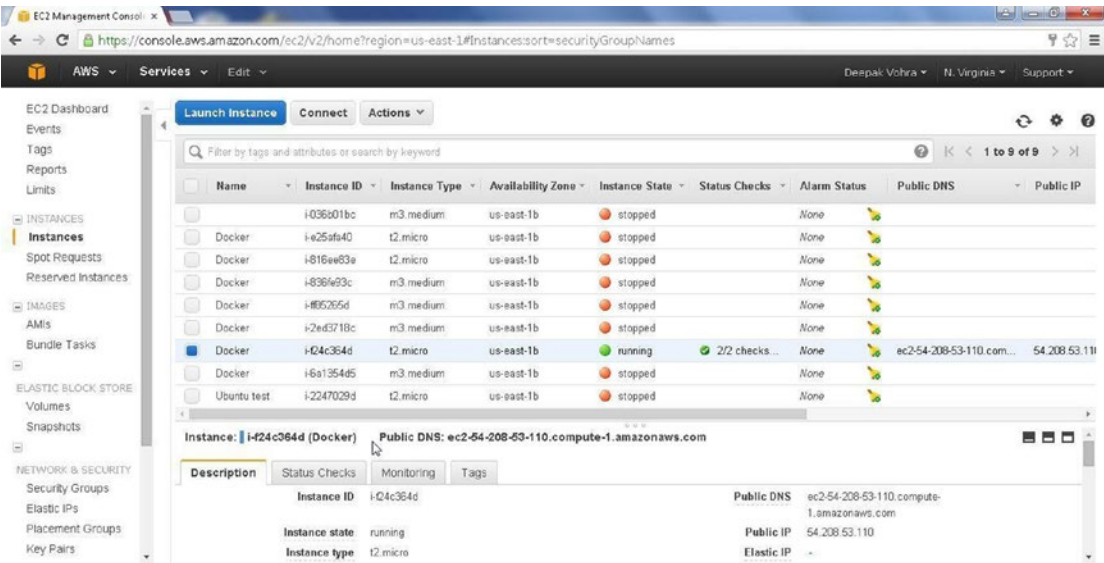 EC2 Management Consol
https://console.aws.amazon.com/ec2/v2/home?region=us-east-1#Instances:sort=securityGroupNames
AWS Services Edit Deepak Vohra N. Virginia Support
EC2 Dashboard
Events
Tags
Reports
Limits
INSTANCES
Instances
Spot Requests
Reserved Instances
IMAGES
AMIs
Bundle Tasks
ELASTIC BLOCK STORE
Volumes
Snapshots
NETWORK & SECURITY
Security Groups
Elastic IPs
Placement Groups
Key Pairs
Launch Instance Connect Actions
Filter by tags and attributes or search by keyword 1 to 9 of 9
Name Instance ID Instance Type Availability Zone Instance State Status Checks Alarm Status Public DNS Public IP
i-036b01bc m3.medium us-east-1b stopped None
Docker i-e25afa40 t2.micro us-east-1b stopped None
Docker i-816ee83e t2.micro us-east-1b stopped None
Docker i-836fe93c m3.medium us-east-1b stopped None
Docker i-ff85265d m3.medium us-east-1b stopped None
Docker i-2ed3718c m3.medium us-east-1b stopped None
Docker i-f24c364d t2.micro us-east-1b running 2/2 checks... None ec2-54-208-53-110.com... 54.208.53.110
Docker i-6a1354d5 m3.medium us-east-1b stopped None
Ubuntu test i-2247029d t2.micro us-east-1b stopped None
Instance: i-f24c364d (Docker) Public DNS: ec2-54-208-53-110.compute-1.amazonaws.com
Description Status Checks Monitoring Tags
Instance ID i-f24c364d Public DNS ec2-54-208-53-110.compute-
1.amazonaws.com
Instance state running Public IP 54.208.53.110
Instance type t2.micro Elastic IP -